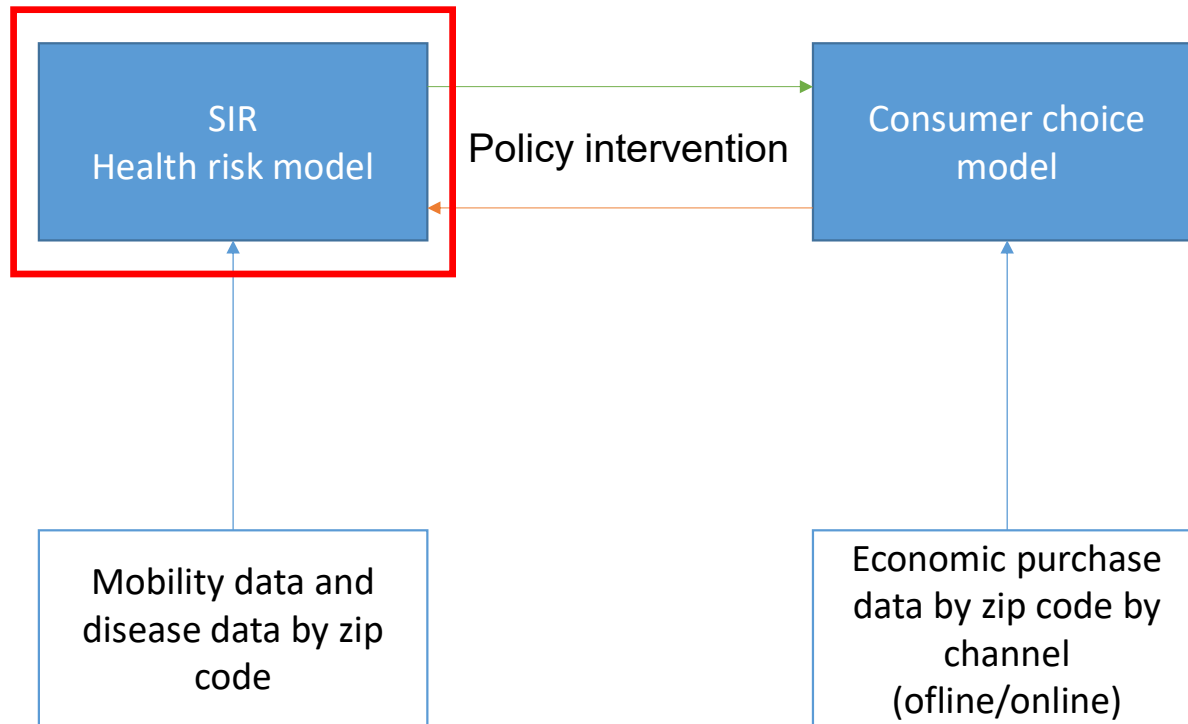 SIR
Health risk model
Policy intervention
Consumer choice
model
Mobility data and
disease data by zip
code
Economic purchase
data by zip code by
channel
(ofline/online)